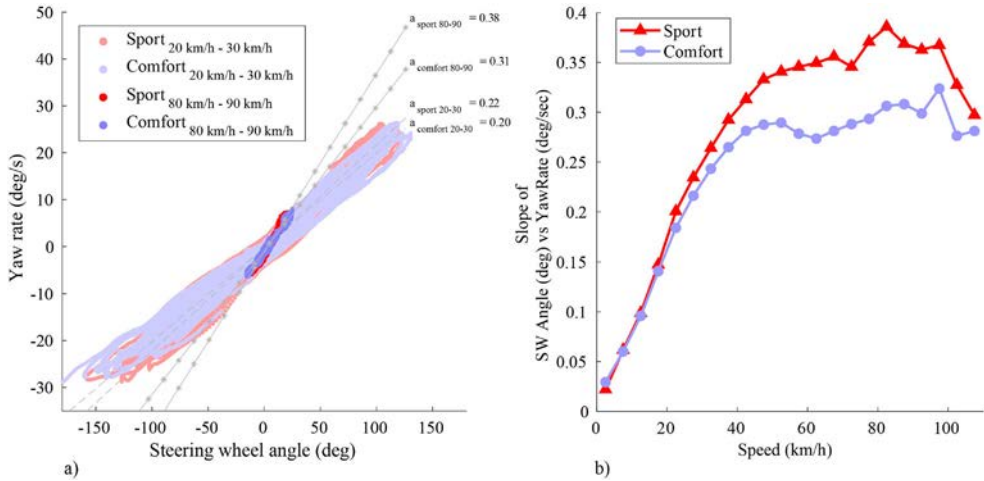 a sport 80-90 = 0.38
a comfort 80-90 = 0.31
a sport 20-30 = 0.22
a comfort 20-30 = 0.20
Sport 20 km/h - 30 km/h
Comfort 20 km/h - 30 km/h
Sport 80 km/h - 90 km/h
Comfort 80 km/h - 90 km/h
50
40
30
20
10
0
-10
-20
-30
Yaw rate (deg/s)
-150
-100
-50
0
50
100
150
Steering wheel angle (deg)
a)
Sport
Comfort
0.4
0.35
0.3
0.25
0.2
0.15
0.1
0.05
0
Slope of
SW Angle (deg) vs YawRate (deg/sec)
0
20
40
60
80
100
Speed (km/h)
b)